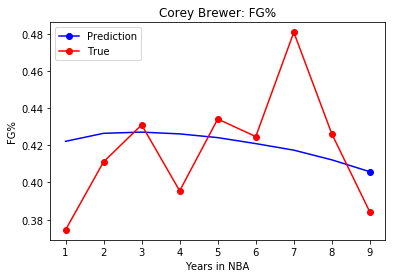 Corey Brewer: FG%
Prediction
True
FG%
0.48
0.46
0.44
0.42
0.40
0.38
1 2 3 4 5 6 7 8 9
Years in NBA